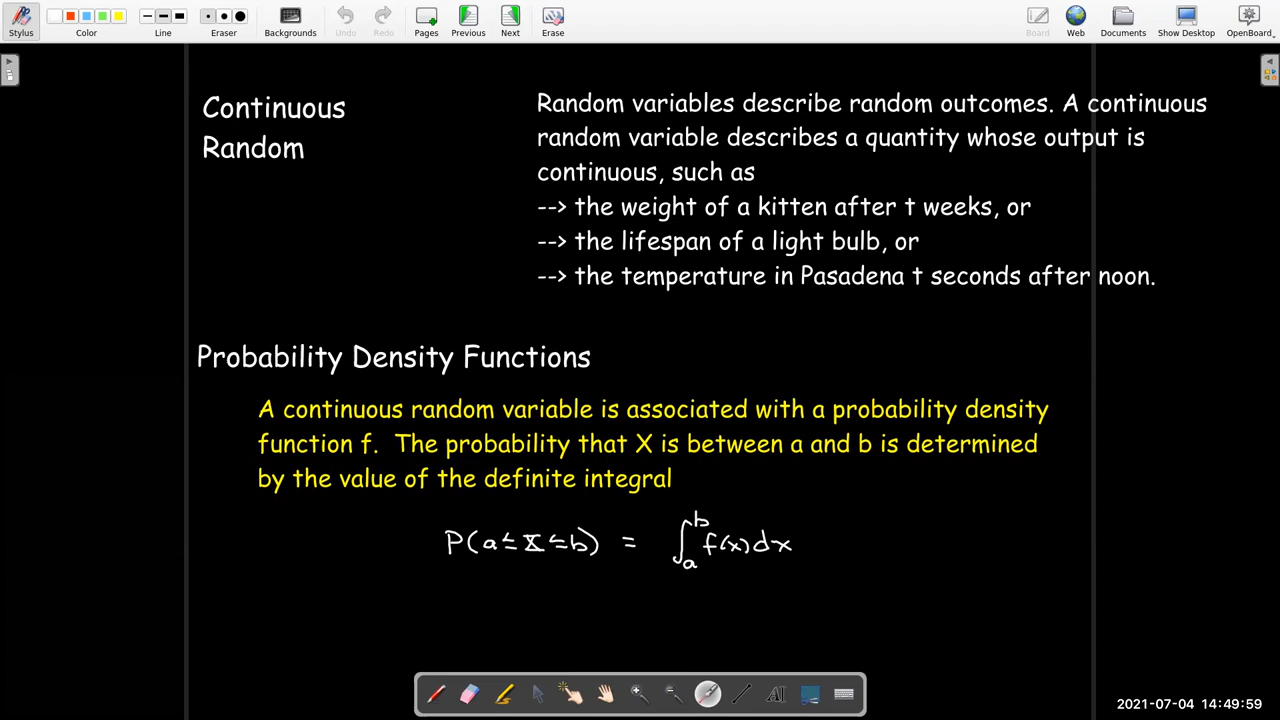 Stylus
Color
Line
Eraser
Backgrounds
Undo
Redo
Pages
Previous
Next
Erase
Board
Web
Documents
Show Desktop
OpenBoard
Continuous
Random
Random variables describe random outcomes. A continuous
random variable describes a quantity whose output is
continuous, such as
--> the weight of a kitten after t weeks, or
--> the lifespan of a light bulb, or
--> the temperature in Pasadena t seconds after noon.
Probability Density Functions
A continuous random variable is associated with a probability density
function f. The probability that X is between a and b is determined
by the value of the definite integral
P(a≤X≤b) = ∫_a^b f(x)dx
AI
2021-07-04 14:49:59